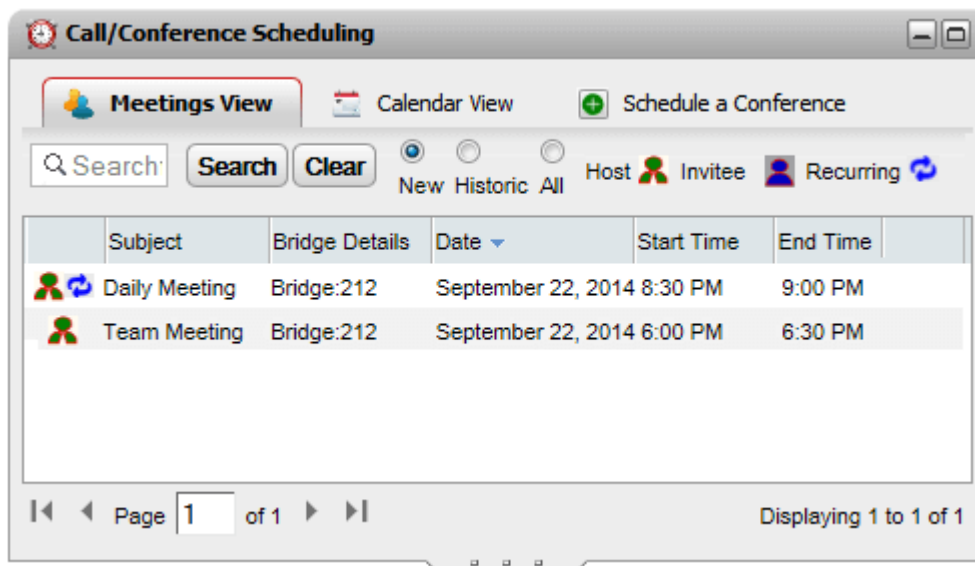 Call/Conference Scheduling
Meetings View Calendar View Schedule a Conference
Search Search Clear New Historic All Host Invitee Recurring
Subject Bridge Details Date Start Time End Time
Daily Meeting Bridge:212 September 22, 2014 8:30 PM 9:00 PM
Team Meeting Bridge:212 September 22, 2014 6:00 PM 6:30 PM
Page 1 of 1 Displaying 1 to 1 of 1